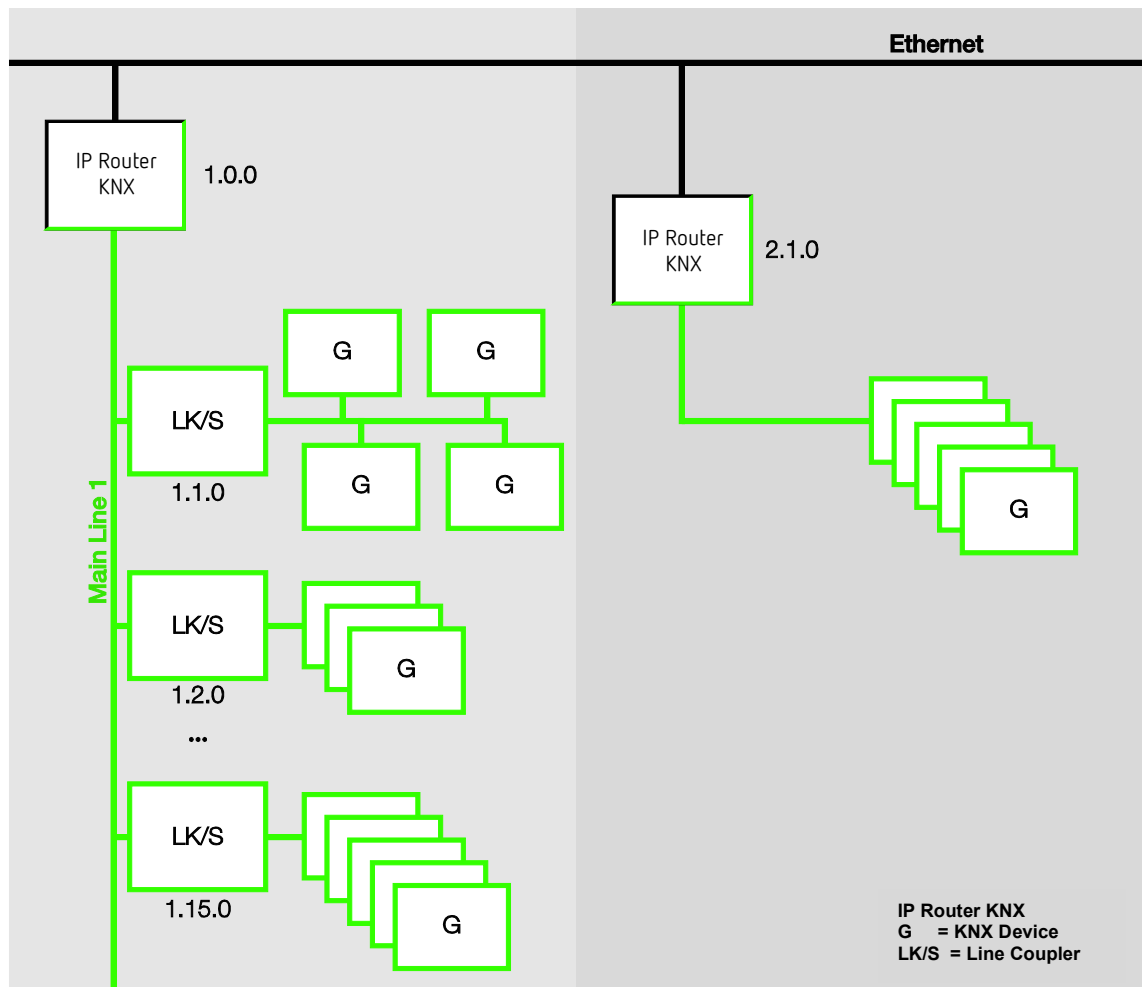 Ethernet
IP Router
KNX
1.0.0
IP Router
KNX
2.1.0
G
G
LK/S
G
G
1.1.0
G
Main Line 1
LK/S
G
1.2.0
...
LK/S
G
1.15.0
IP Router KNX
G = KNX Device
LK/S = Line Coupler